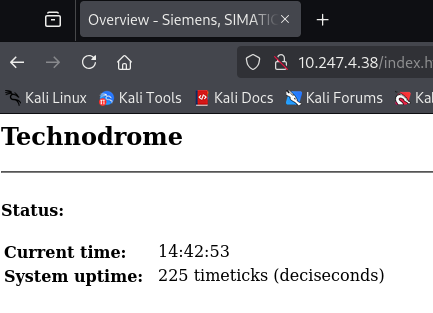 Overview - Siemens, SIMATIC
10.247.4.38/index.h
Kali Linux Kali Tools Kali Docs Kali Forums Ka
Technodrome
Status:
Current time: 14:42:53
System uptime: 225 timeticks (deciseconds)